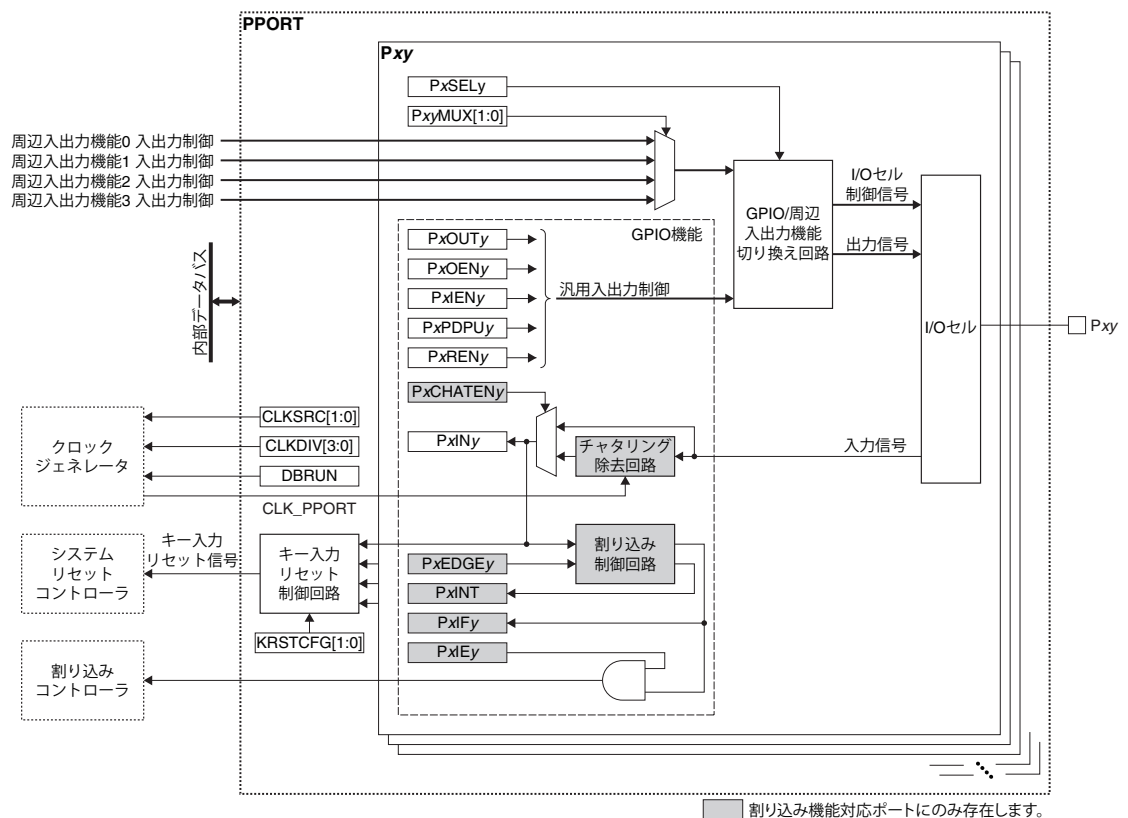 PPORT
Pxy
PxSELy
PxyMUX[1:0]
周辺入出力機能0 入出力制御
周辺入出力機能1 入出力制御
周辺入出力機能2 入出力制御
周辺入出力機能3 入出力制御
GPIO/周辺
入出力機能
切り換え回路
I/Oセル
制御信号
出力信号
I/Oセル
Pxy
GPIO機能
PxOUTy
PxOENy
PxIENy
PxPDPUy
PxRENy
汎用入出力制御
内部データバス
PxCHATENy
PxINy
チャタリング
除去回路
入力信号
クロック
ジェネレータ
CLKSRC[1:0]
CLKDIV[3:0]
DBRUN
CLK_PPORT
システム
リセット
コントローラ
キー入力
リセット信号
キー入力
リセット
制御回路
KRSTCFG[1:0]
割り込み
制御回路
PxEDGEy
PxINT
PxIFy
PxIEy
割り込み
コントローラ
割り込み機能対応ポートにのみ存在します。